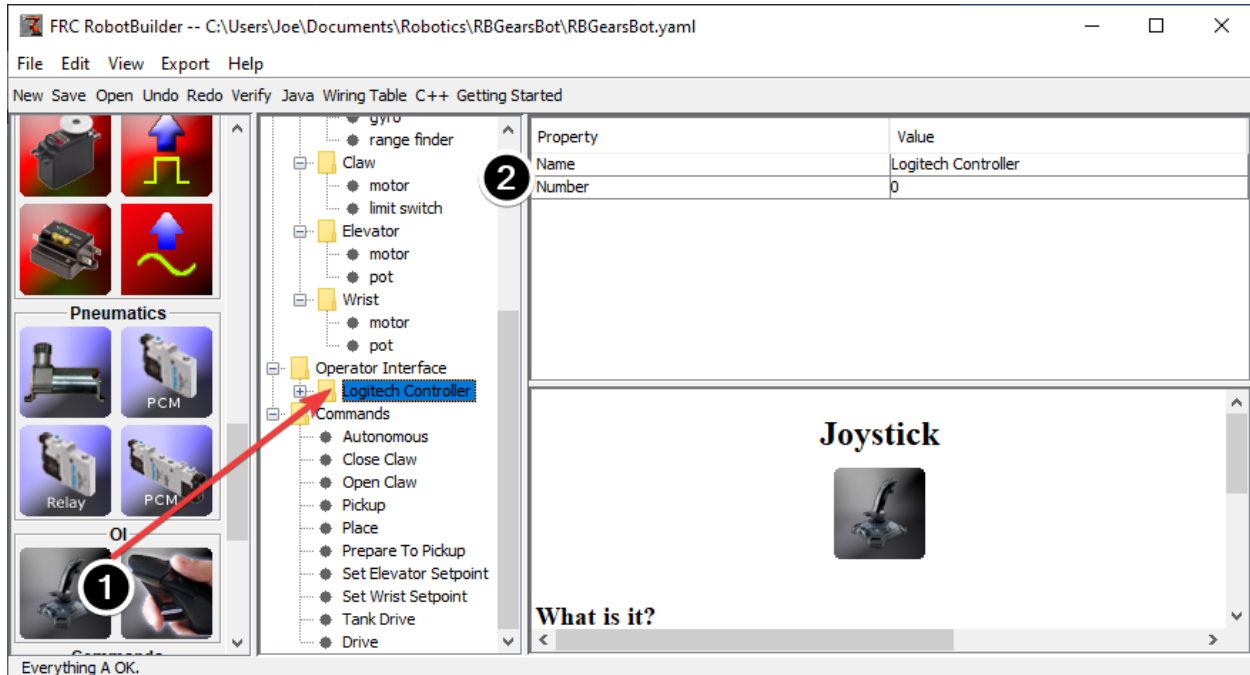 FRC RobotBuilder -- C:\Users\Joe\Documents\Robotics\RBGearsBot\RBGearsBot.yaml
File Edit View Export Help
New Save Open Undo Redo Verify Java Wiring Table C++ Getting Started
Pneumatics
PCM
Relay
PCM
OI
1
Commands
gyro
range finder
Claw
motor
limit switch
Elevator
motor
pot
Wrist
motor
pot
Operator Interface
Logitech Controller
Commands
Autonomous
Close Claw
Open Claw
Pickup
Place
Prepare To Pickup
Set Elevator Setpoint
Set Wrist Setpoint
Tank Drive
Drive
2
Property Value
Name Logitech Controller
Number 0
Joystick
What is it?
Everything A OK.